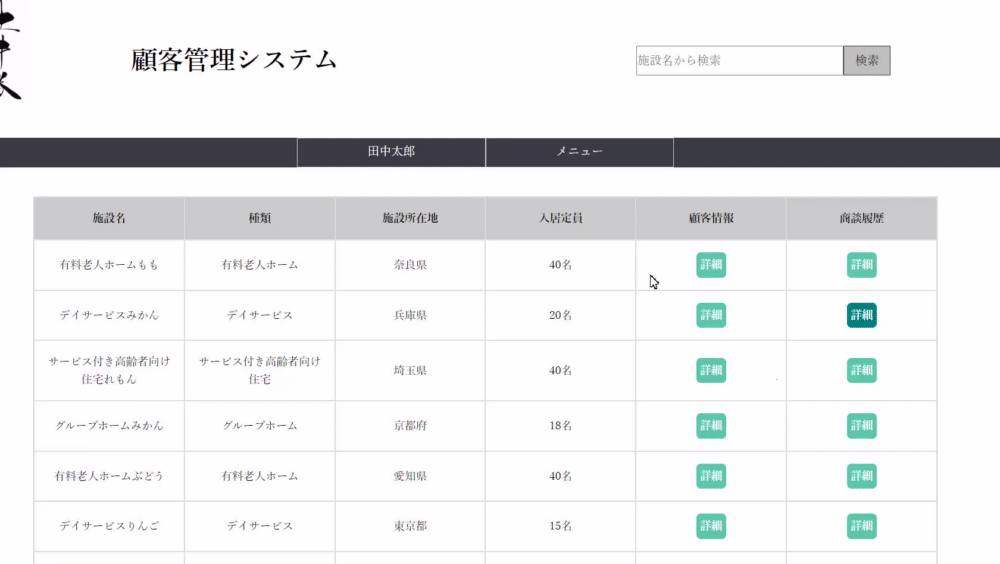 顧客管理システム
施設名から検索 検索
田中太郎 メニュー
施設名 種類 施設所在地 入居定員 顧客情報 商談履歴
有料老人ホームもも 有料老人ホーム 奈良県 40名 詳細 詳細
デイサービスみかん デイサービス 兵庫県 20名 詳細 詳細
サービス付き高齢者向け住宅れもん サービス付き高齢者向け住宅 埼玉県 40名 詳細 詳細
グループホームみかん グループホーム 京都府 18名 詳細 詳細
有料老人ホームぶどう 有料老人ホーム 愛知県 40名 詳細 詳細
デイサービスりんご デイサービス 東京都 15名 詳細 詳細